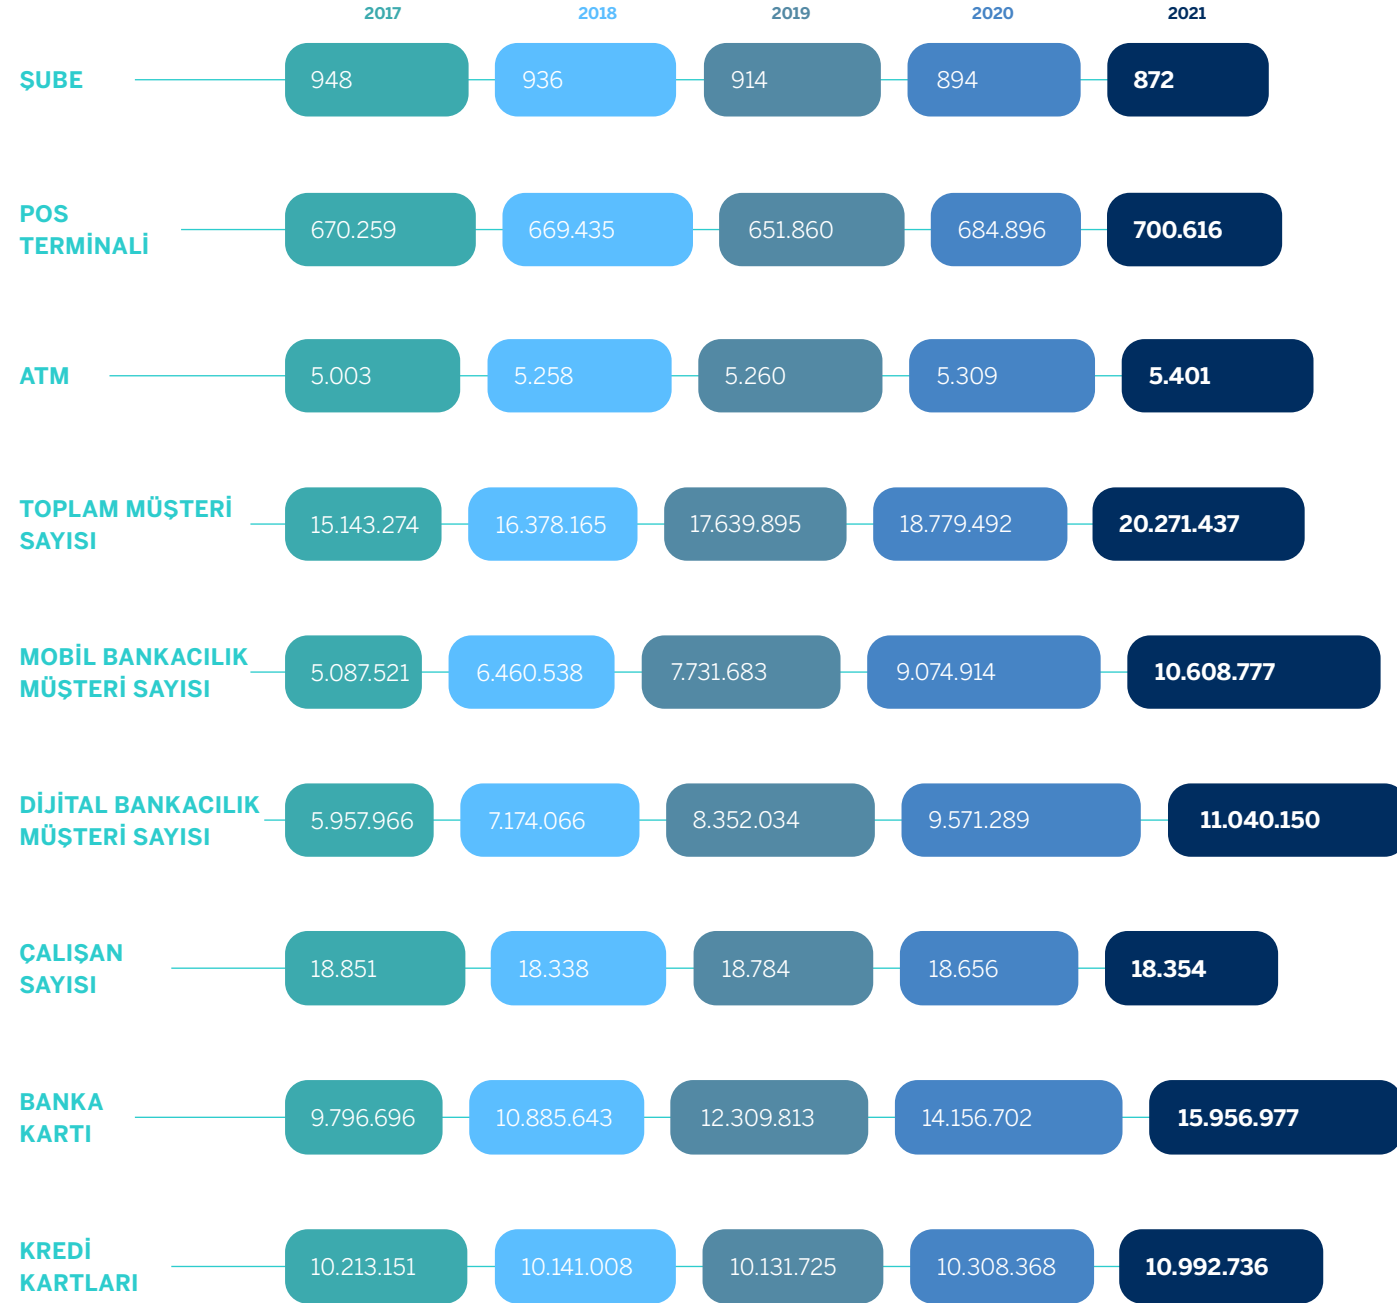 2017 2018 2019 2020 2021
ŞUBE 948 936 914 894 872
POS
TERMİNALİ 670.259 669.435 651.860 684.896 700.616
ATM 5.003 5.258 5.260 5.309 5.401
TOPLAM MÜŞTERİ
SAYISI 15.143.274 16.378.165 17.639.895 18.779.492 20.271.437
MOBİL BANKACILIK
MÜŞTERİ SAYISI 5.087.521 6.460.538 7.731.683 9.074.914 10.608.777
DİJİTAL BANKACILIK
MÜŞTERİ SAYISI 5.957.966 7.174.066 8.352.034 9.571.289 11.040.150
ÇALIŞAN
SAYISI 18.851 18.338 18.784 18.656 18.354
BANKA
KARTI 9.796.696 10.885.643 12.309.813 14.156.702 15.956.977
KREDİ
KARTLARI 10.213.151 10.141.008 10.131.725 10.308.368 10.992.736